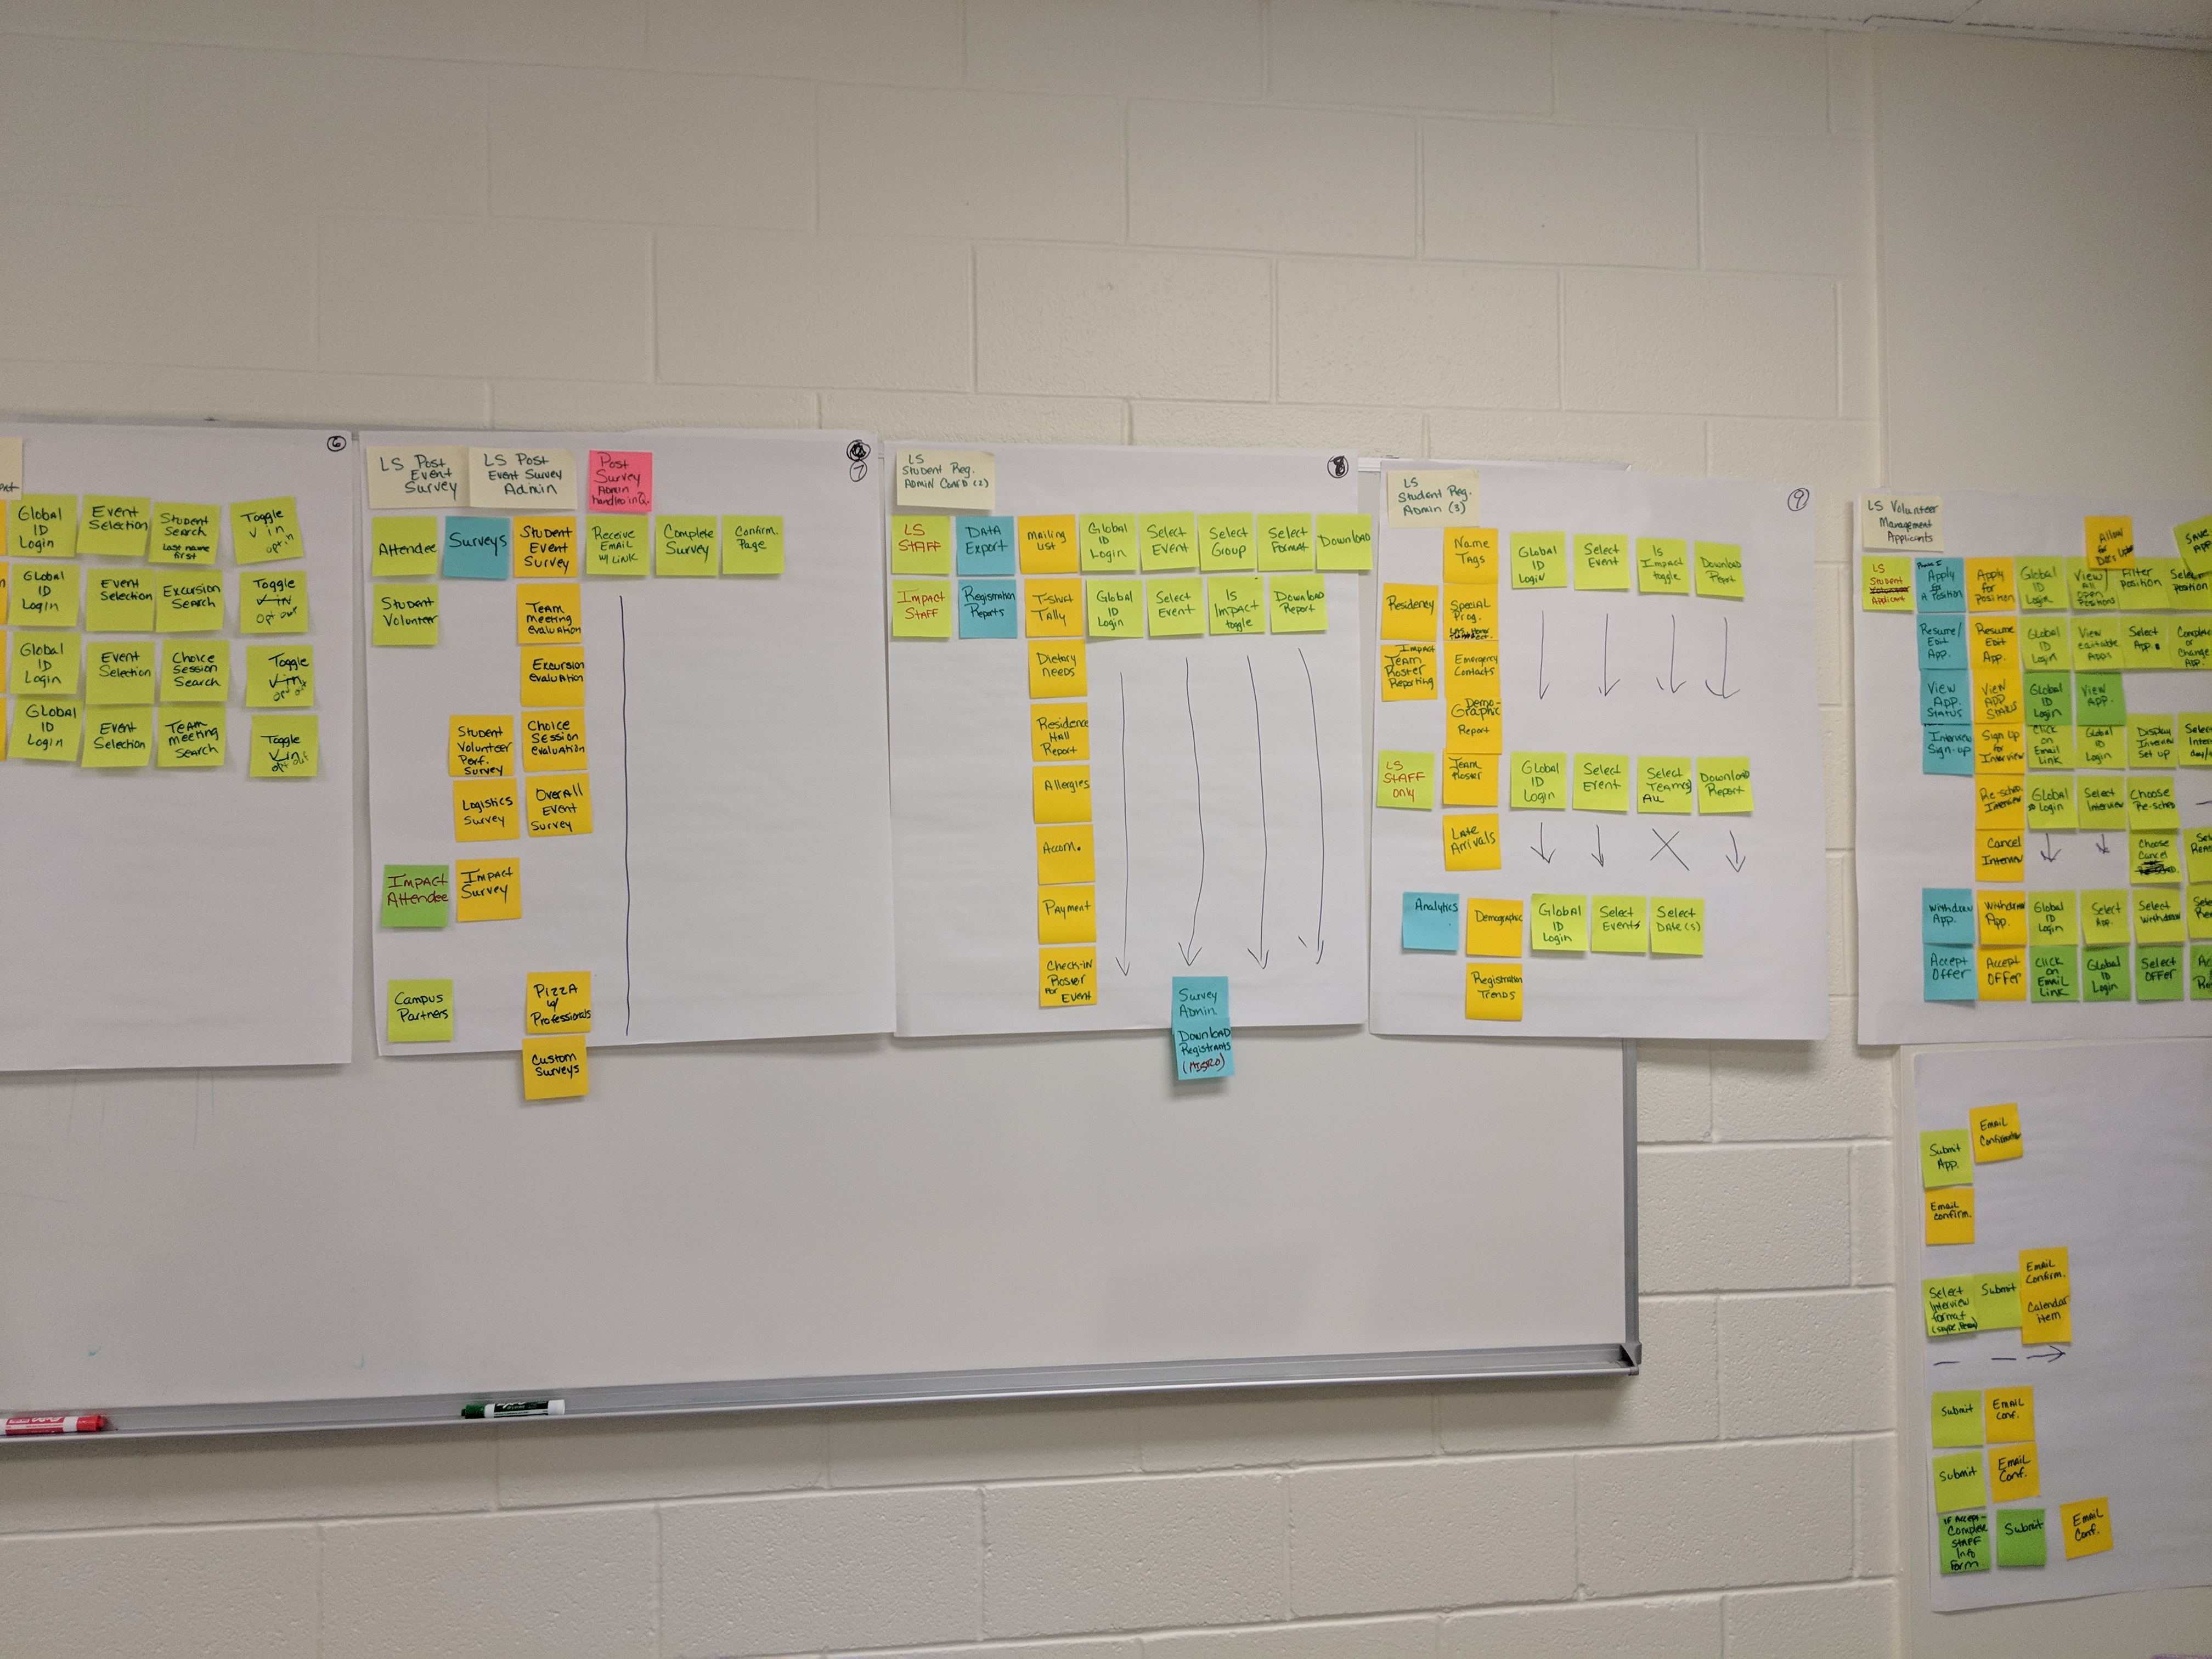 6
Global
ID
Login
Event
Selection
Student
Search
Last name
first
Toggle
in
Global
ID
Login
Event
Selection
Excursion
Search
Toggle
in
opt out
Global
ID
Login
Event
Selection
Choice
Session
Search
Toggle
in
Global
ID
Login
Event
Selection
Team
Meeting
Search
Toggle
in
opt out
7
LS Post
Event
Survey
LS Post
Event Survey
Admin
Post
Survey
Admin
handled in Q.
Attendee
Surveys
Student
Event
Survey
Receive
Email
w/ Link
Complete
Survey
Confirm.
Page
Student
Volunteer
Team
Meeting
Evaluation
Excursion
Evaluation
Student
Volunteer
Perf.
Survey
Choice
Session
Evaluation
Logistics
Survey
Overall
Event
Survey
Impact
Attendee
Impact
Survey
Campus
Partners
Pizza
w/
Professionals
Custom
Surveys
8
LS
Student Reg.
Admin Cont'd (2)
LS
Staff
Data
Export
Mailing
List
Global
ID
Login
Select
Event
Select
Group
Select
Format
Download
Impact
Staff
Registration
Reports
T-shirt
Tally
Global
ID
Login
Select
Event
Is
Impact
toggle
Download
Report
Dietary
Needs
Residence
Hall
Report
Allergies
Accom.
Payment
Check-in
Roster
for
Event
Survey
Admin.
Download
Registrants
(Misro)
9
LS
Student Reg.
Admin (3)
Name
Tags
Global
ID
Login
Select
Event
Is
Impact
toggle
Download
Report
Residency
Special
Prog.
Impact
Team
Roster
Reporting
Emergency
Contacts
Demo-
Graphic
Report
LS
Staff
only
Team
Roster
Global
ID
Login
Select
Event
Select
Team(s)
All
Download
Report
Late
Arrivals
Analytics
Demographic
Global
ID
Login
Select
Events
Select
Date(s)
Registration
Trends
LS Volunteer
Management
Applicants
Allow
for
Save
App.
LS
Student
Applicant
Phase I
Apply
for
A Position
Apply
for
Position
Global
ID
Login
View
All
open
Positions
Filter
Position
Select
Position
Resume/
Edit
App.
Resume
Edit
App.
Global
ID
Login
View
editable
Apps
Select
App.
Complete
or
Change
App.
View
App.
Status
View
App
Status
Global
ID
Login
View
App.
Interview
Sign-up
Sign up
for
Interview
Click
on
Email
Link
Global
ID
Login
Display
Interview
Set up
Re-sched.
Interview
Global
ID Login
Select
Interview
Choose
Re-sched
Cancel
Interview
Choose
Cancel
Withdraw
App.
Withdraw
App.
Global
ID
Login
Select
App.
Select
Withdraw
Accept
Offer
Accept
Offer
Click
on
Email
Link
Global
ID
Login
Select
Offer
Submit
App.
Email
Confirmation
Email
Confirm.
Select
Interview
format
Submit
Email
Confirm.
Calendar
item
Submit
Email
Conf.
Submit
Email
Conf.
If Accept-
Complete
Staff
Info
Form
Submit
Email
Conf.